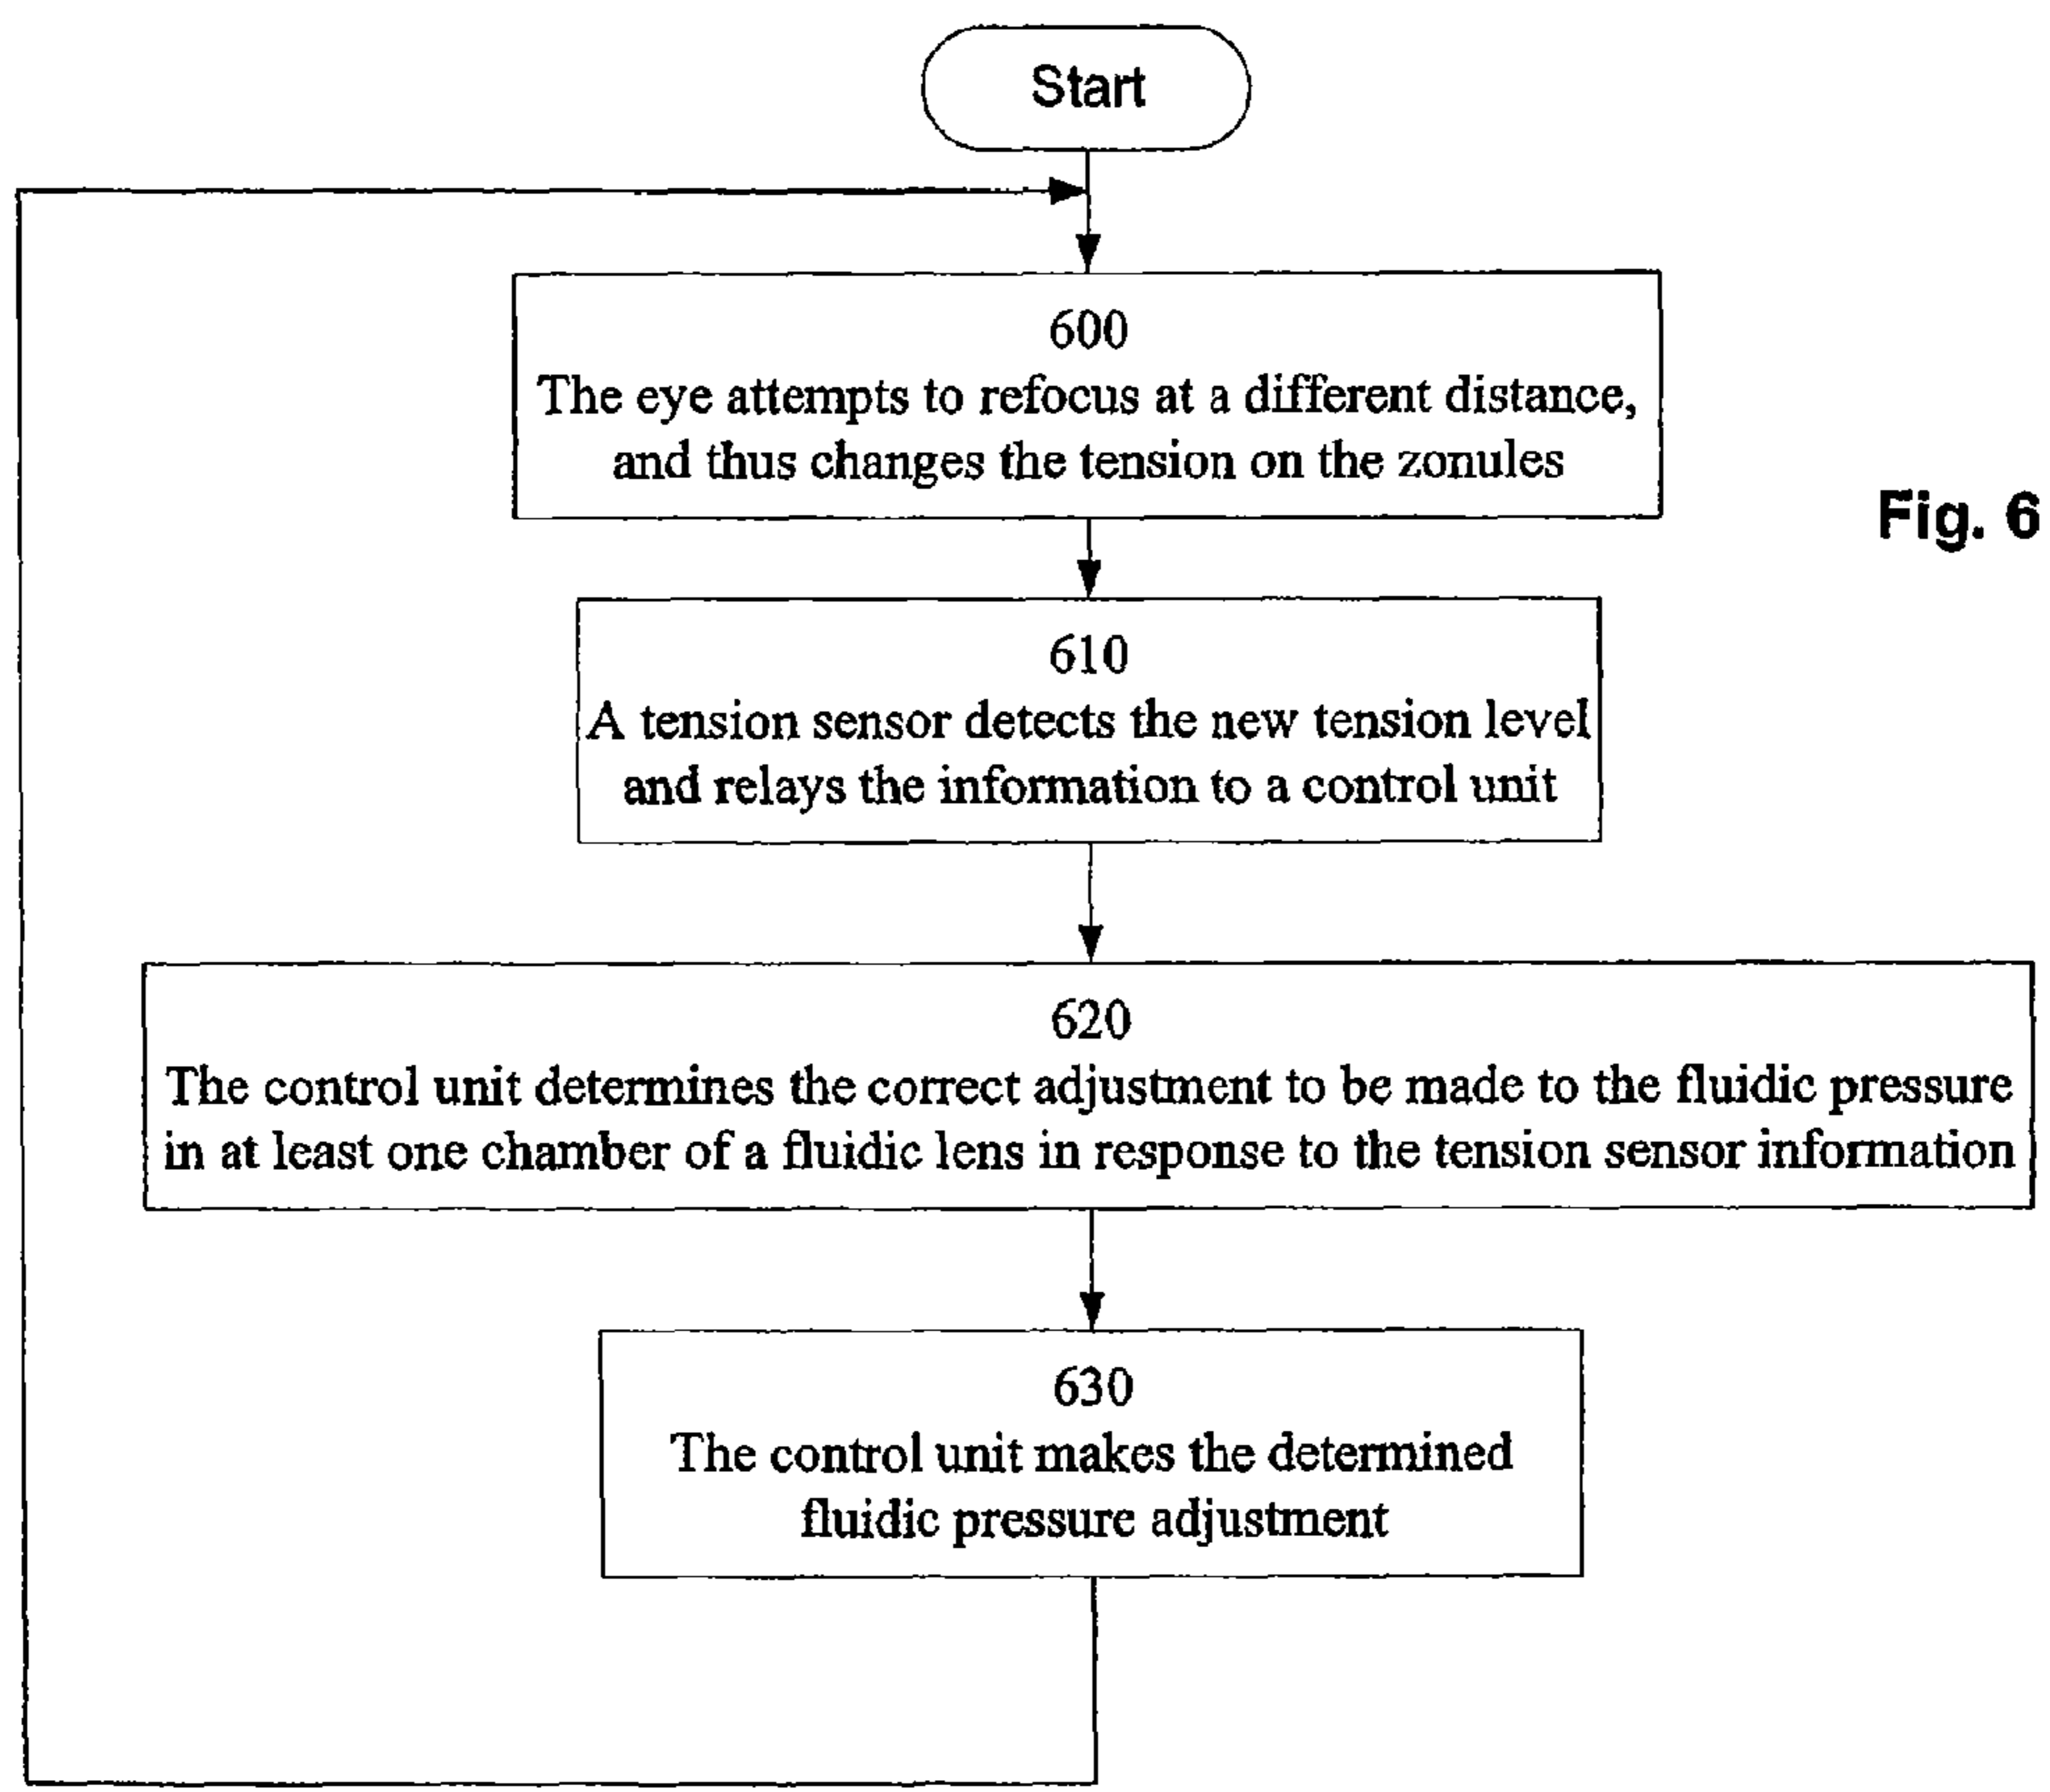 Start
600
The eye attempts to refocus at a different distance,
and thus changes the tension on the zonules
Fig. 6
610
A tension sensor detects the new tension level
and relays the information to a control unit
620
The control unit determines the correct adjustment to be made to the fluidic pressure
in at least one chamber of a fluidic lens in response to the tension sensor information
630
The control unit makes the determined
fluidic pressure adjustment